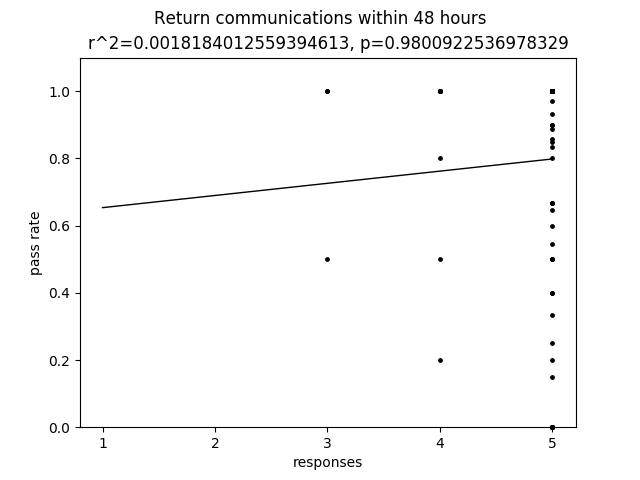 Return communications within 48 hours
r^2=0.0018184012559394613, p=0.9800922536978329
1.0
0.8
0.6
0.4
0.2
0.0
pass rate
1 2 3 4 5
responses